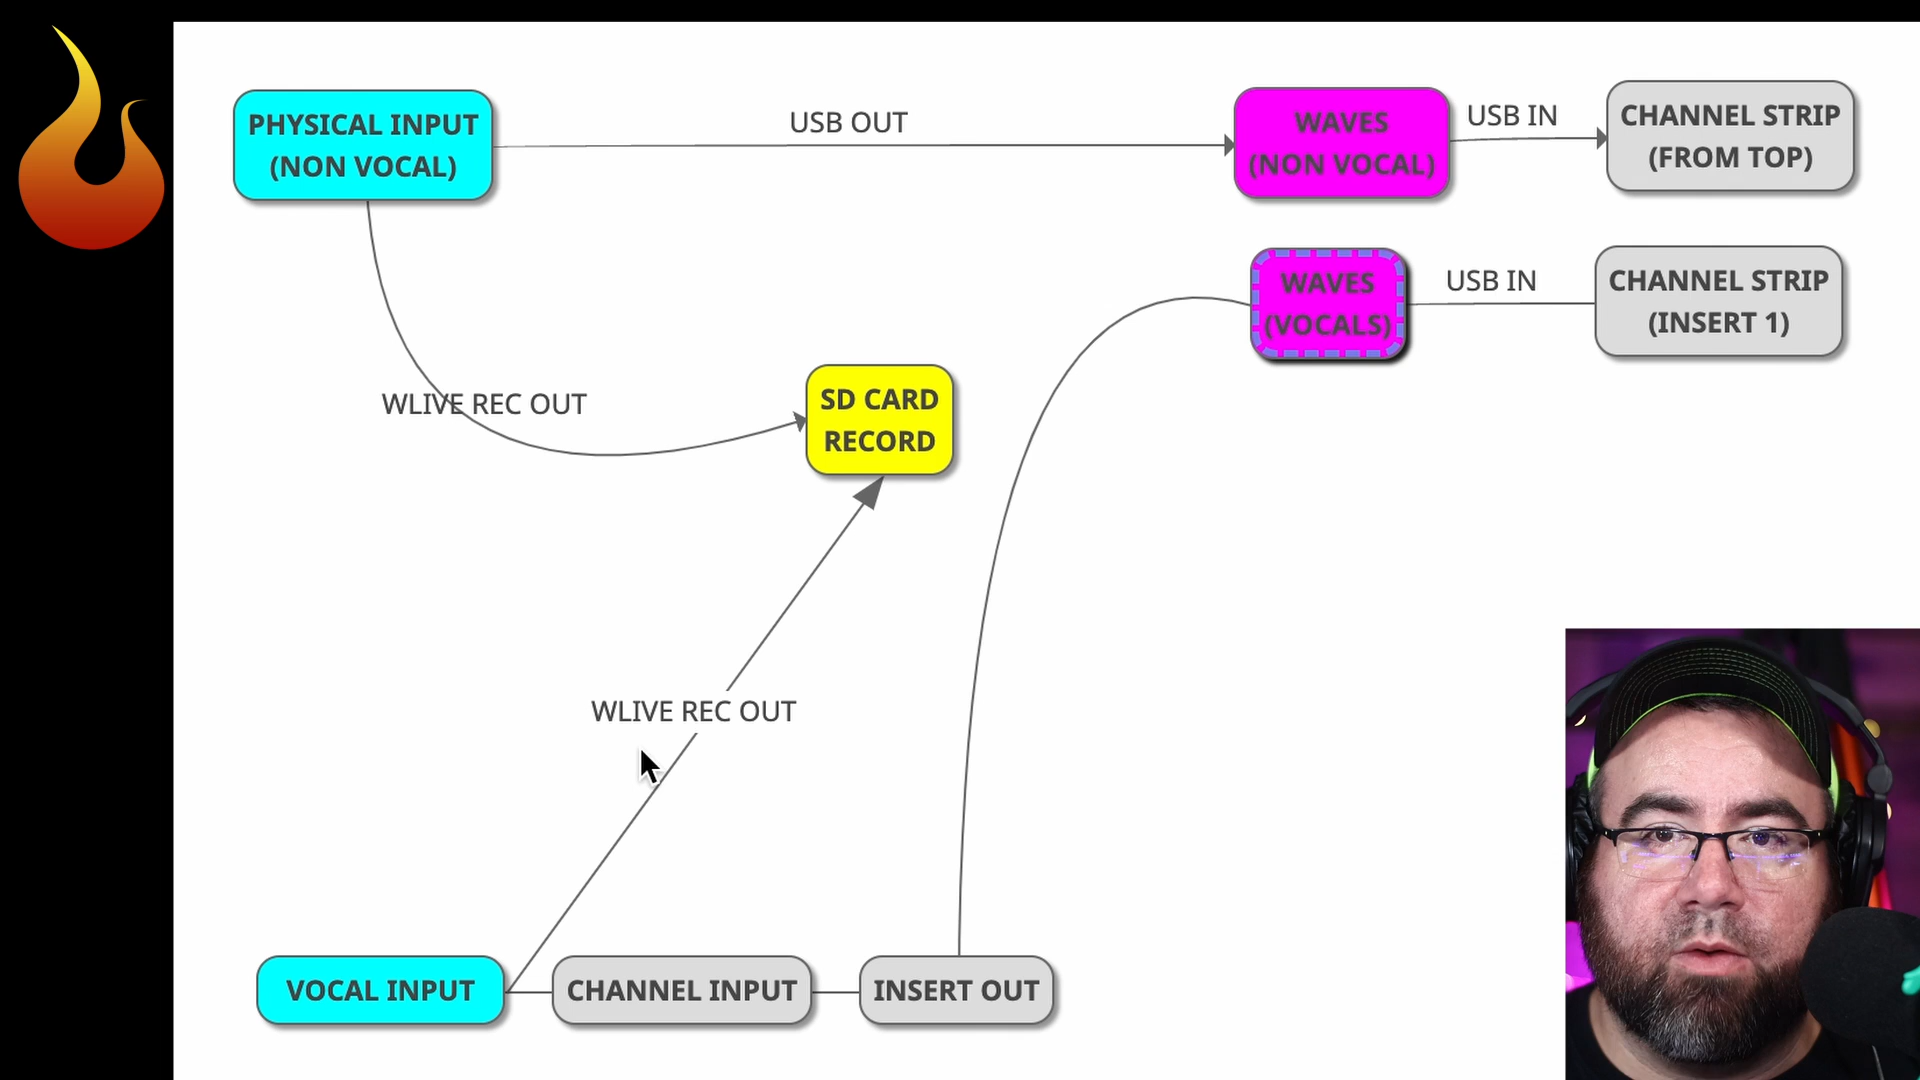 PHYSICAL INPUT
(NON VOCAL)
USB OUT
WAVES
(NON VOCAL)
USB IN
CHANNEL STRIP
(FROM TOP)
WAVES
(VOCALS)
USB IN
CHANNEL STRIP
(INSERT 1)
WLIVE REC OUT
SD CARD
RECORD
WLIVE REC OUT
VOCAL INPUT
CHANNEL INPUT
INSERT OUT